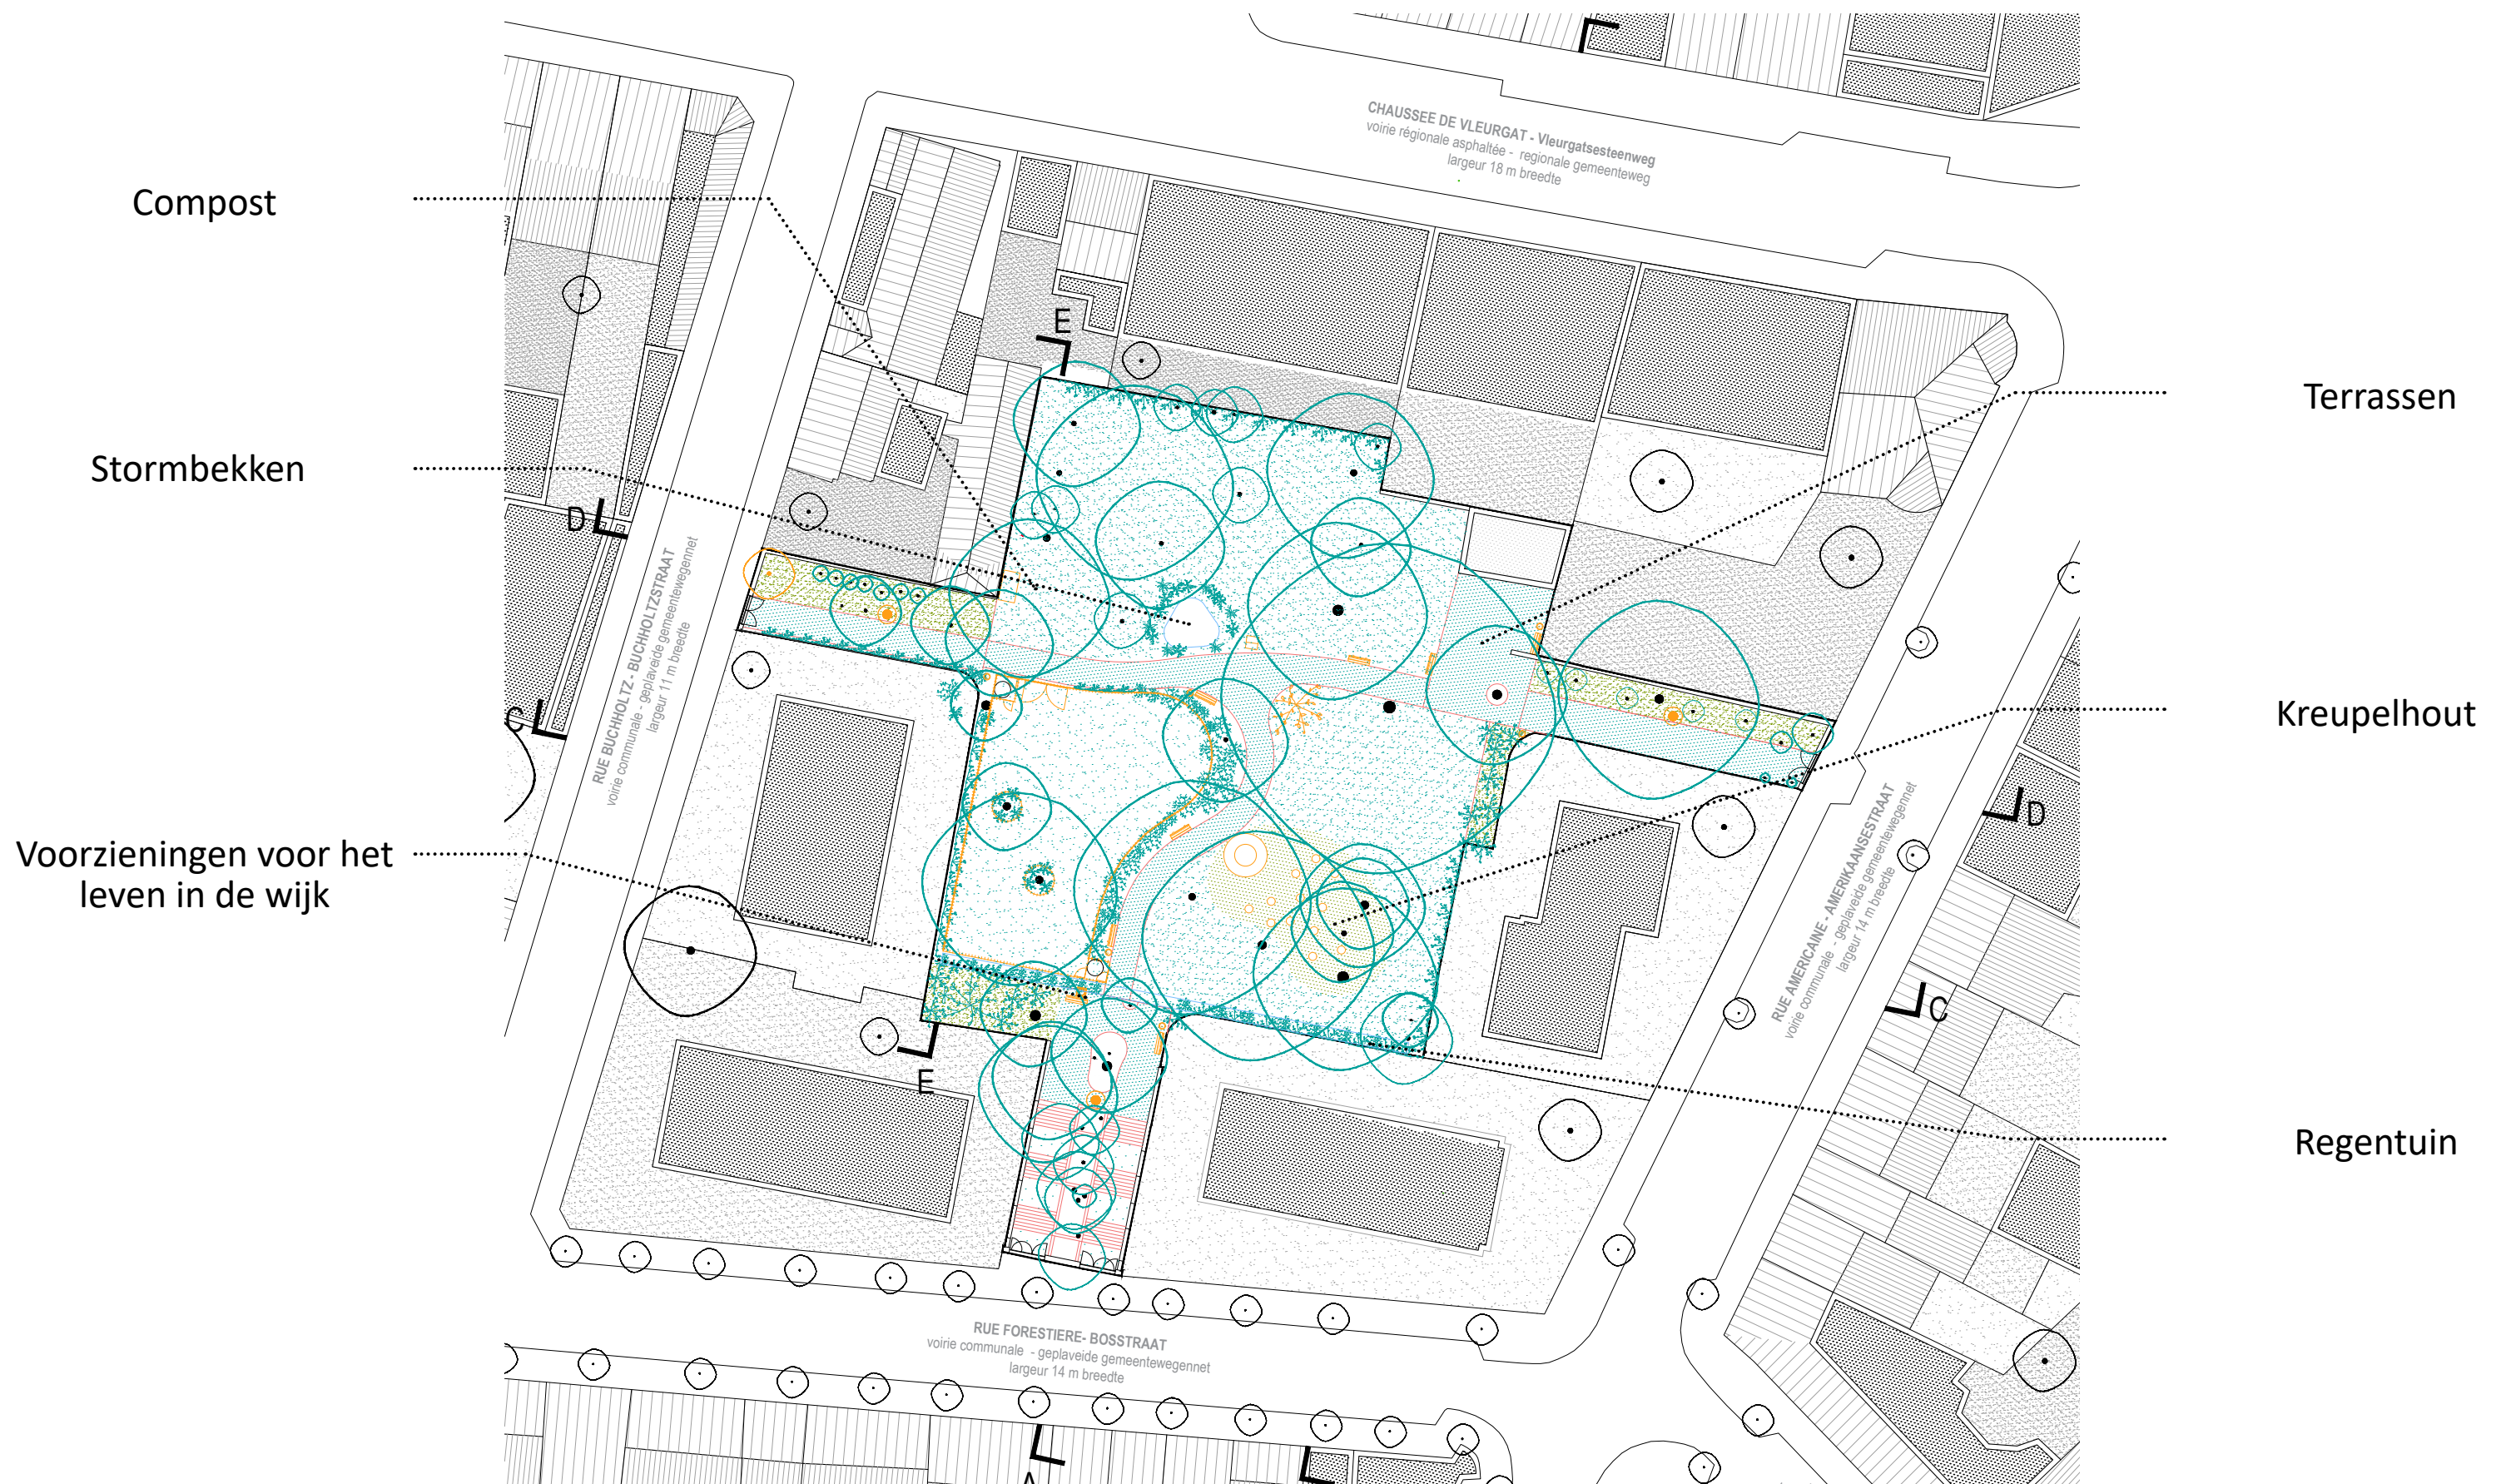 CHAUSSEE DE VLEURGAT - Vleurgatsesteenweg
voirie régionale asphaltée - regionale gemeenteweg
largeur 18 m breedte
Compost
Stormbekken
Voorzieningen voor het
leven in de wijk
Terrassen
Kreupelhout
Regentuin
E
D
C
RUE BUCHHOLTZ - BUCHHOLTZSTRAAT
voirie communale - geplaveide gemeentewegennet
largeur 11 m breedte
D
C
RUE AMERICAINE - AMERIKAANSESTRAAT
voirie communale - geplaveide gemeentewegennet
largeur 14 m breedte
E
RUE FORESTIERE- BOSSTRAAT
voirie communale - geplaveide gemeentewegennet
largeur 14 m breedte
A